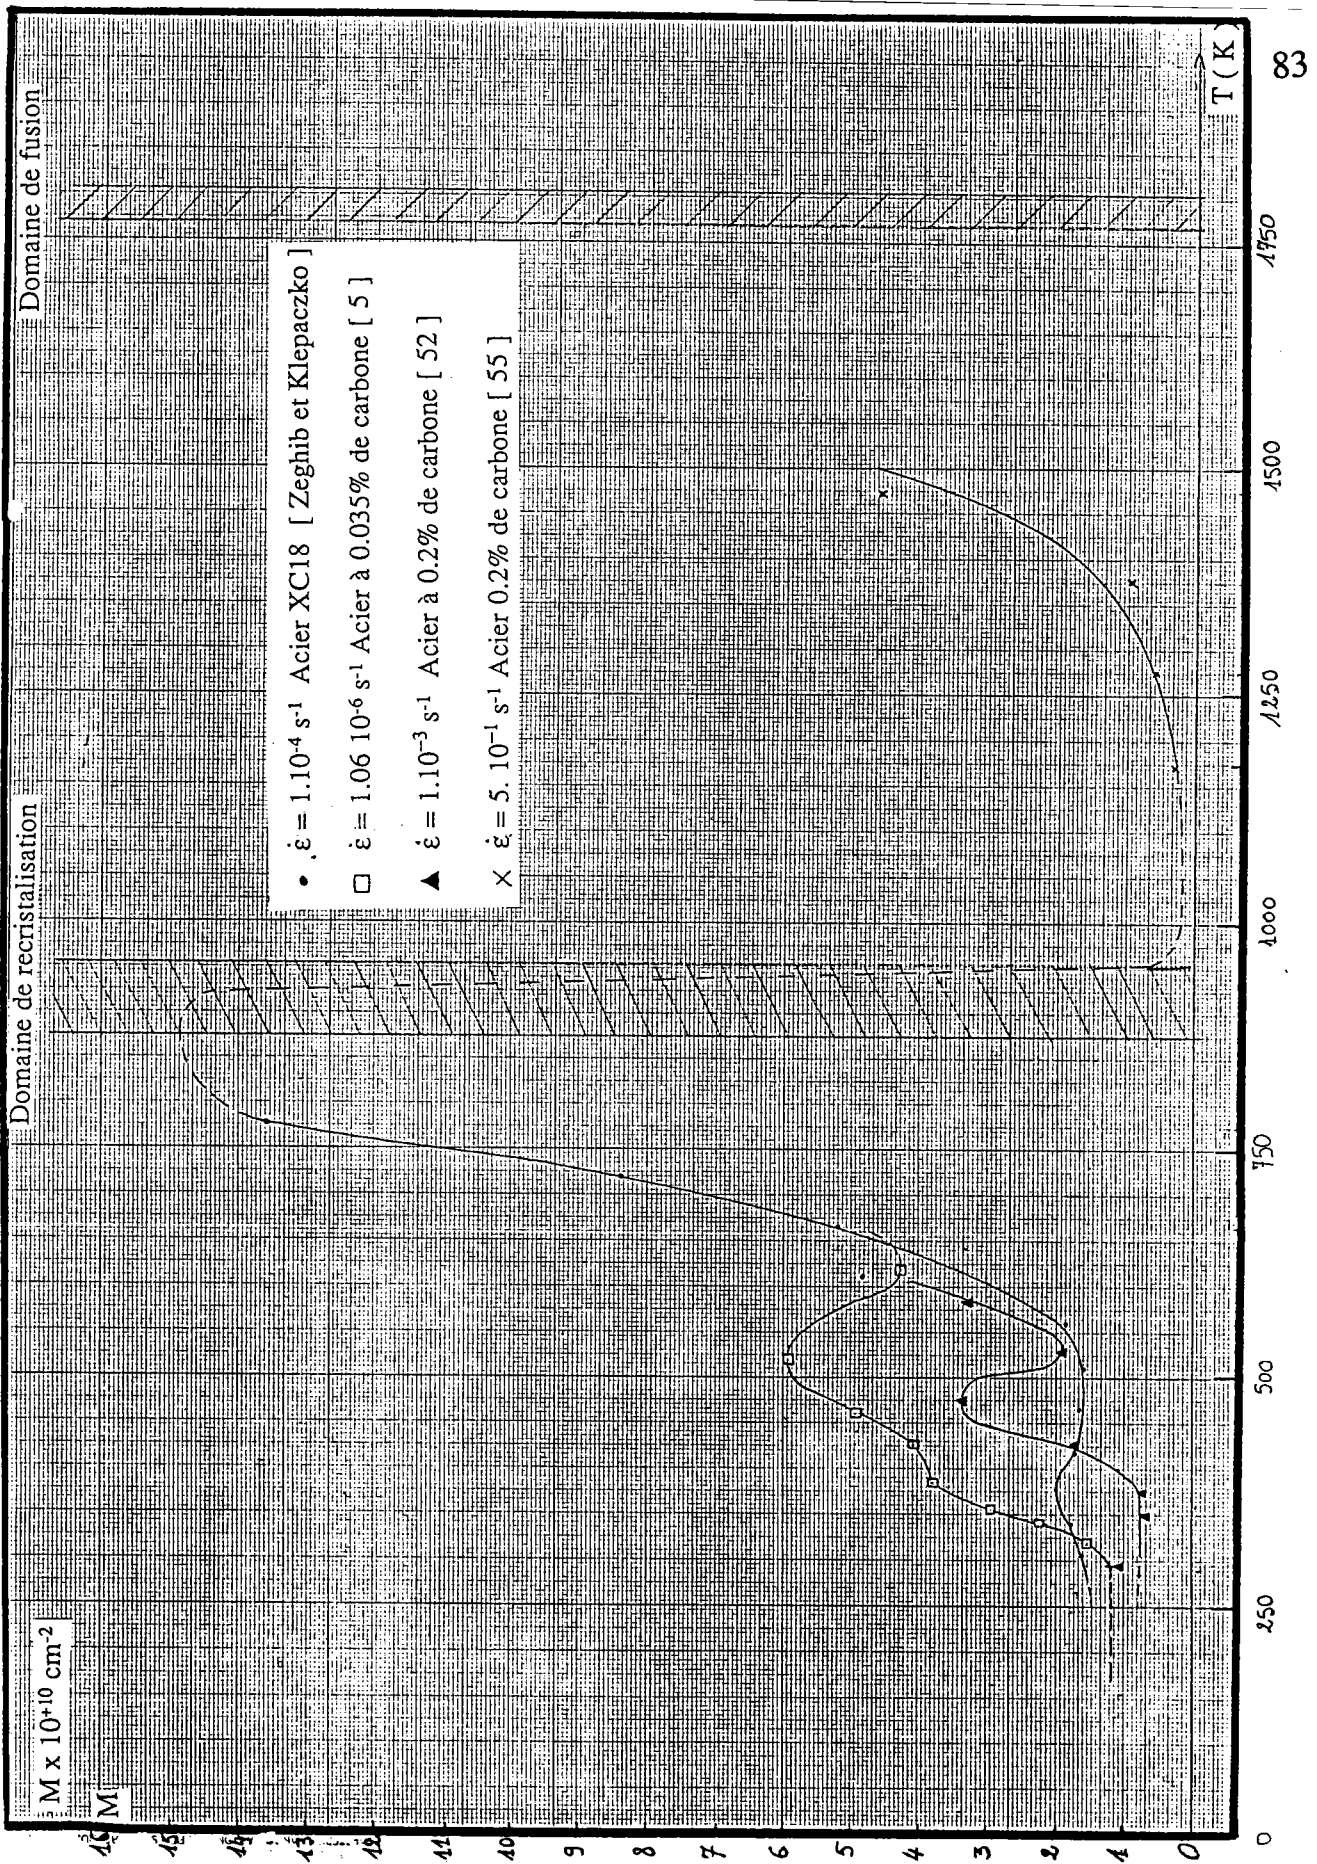 83
Domaine de recristalisation
Domaine de fusion
M x 10+10 cm-2
M
• ε̇ = 1.10-4 s-1 Acier XC18 [ Zeghib et Klepaczko ]
□ ε̇ = 1.06 10-6 s-1 Acier à 0.035% de carbone [ 5 ]
▲ ε̇ = 1.10-3 s-1 Acier à 0.2% de carbone [ 52 ]
× ε̇ = 5. 10-1 s-1 Acier 0.2% de carbone [ 55 ]
16
15
14
13
12
11
10
9
8
7
6
5
4
3
2
1
0
0
250
500
750
1000
1250
1500
1750
T ( K )